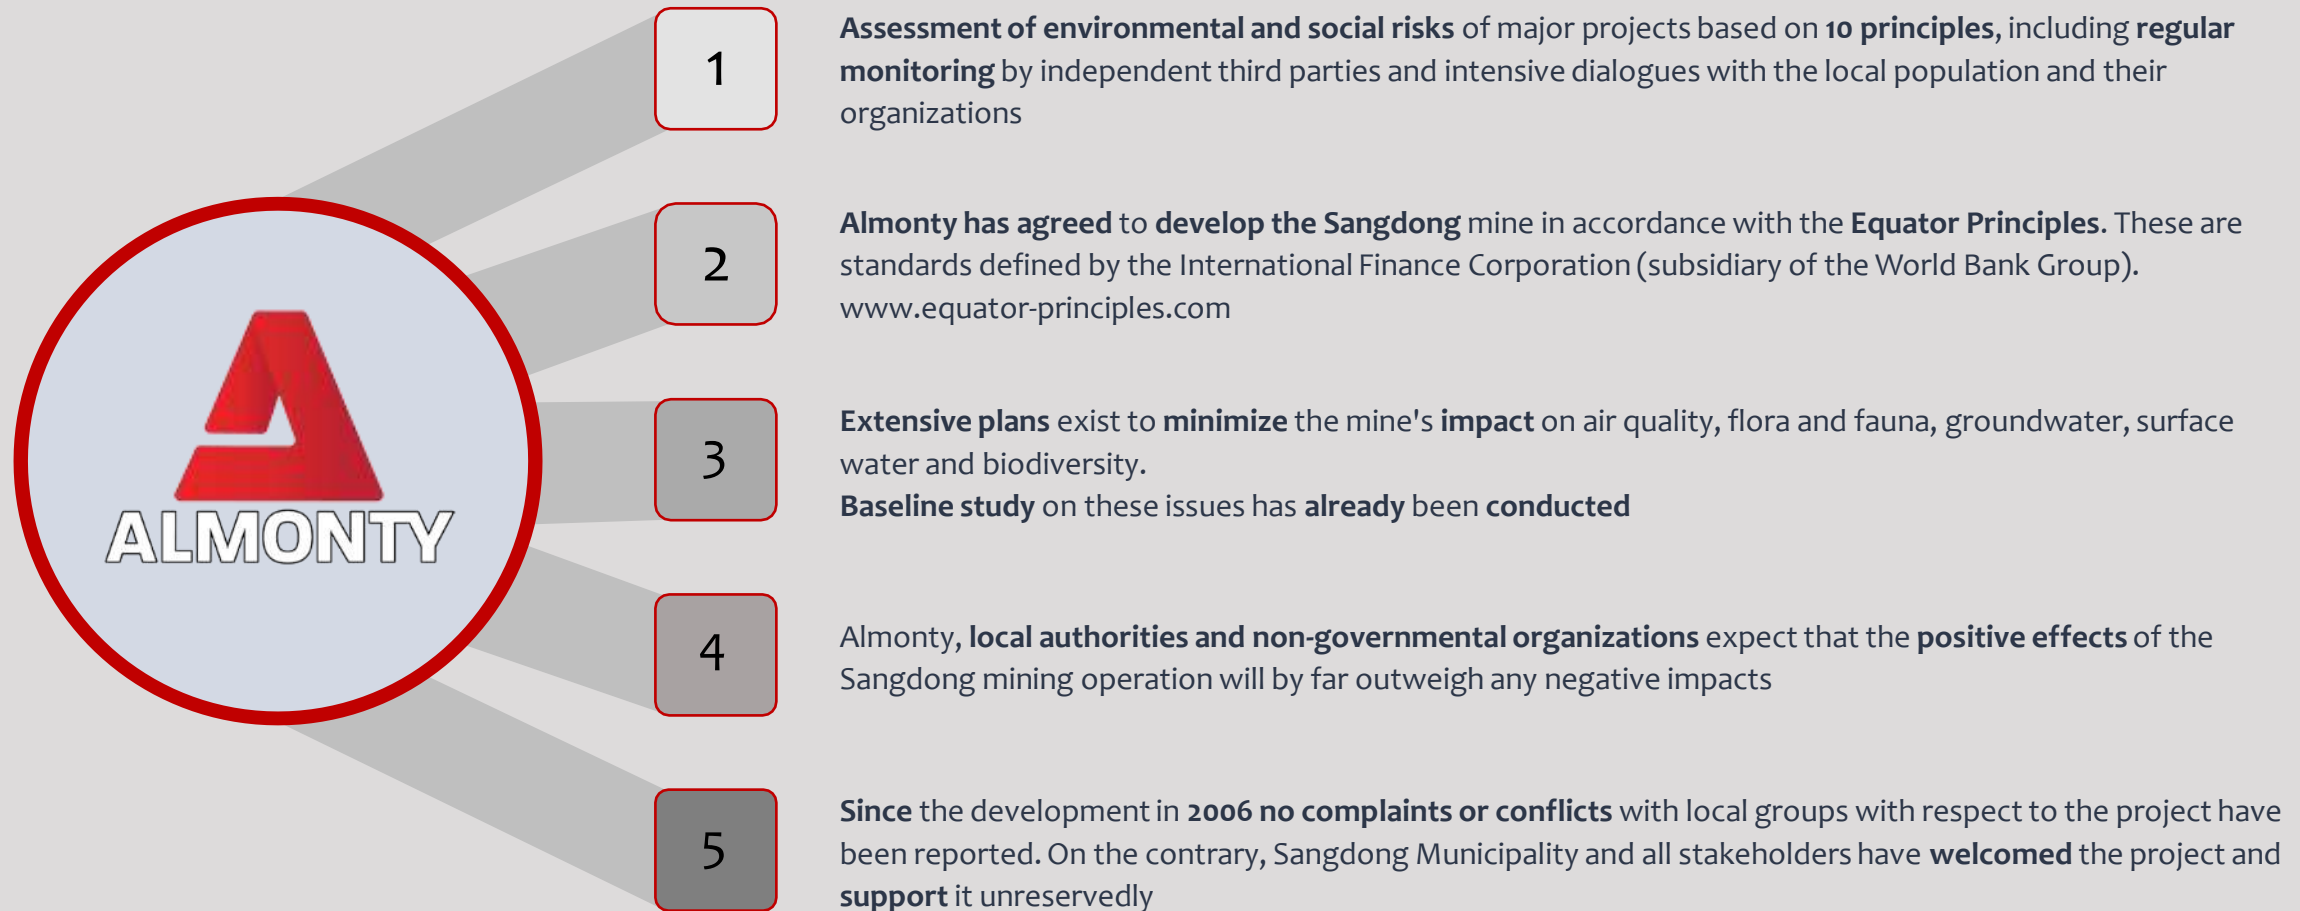 1
Assessment of environmental and social risks of major projects based on 10 principles, including regular
monitoring by independent third parties and intensive dialogues with the local population and their
organizations
2
Almonty has agreed to develop the Sangdong mine in accordance with the Equator Principles. These are
standards defined by the International Finance Corporation (subsidiary of the World Bank Group).
www.equator-principles.com
ALMONTY
3
Extensive plans exist to minimize the mine's impact on air quality, flora and fauna, groundwater, surface
water and biodiversity.
Baseline study on these issues has already been conducted
4
Almonty, local authorities and non-governmental organizations expect that the positive effects of the
Sangdong mining operation will by far outweigh any negative impacts
5
Since the development in 2006 no complaints or conflicts with local groups with respect to the project have
been reported. On the contrary, Sangdong Municipality and all stakeholders have welcomed the project and
support it unreservedly